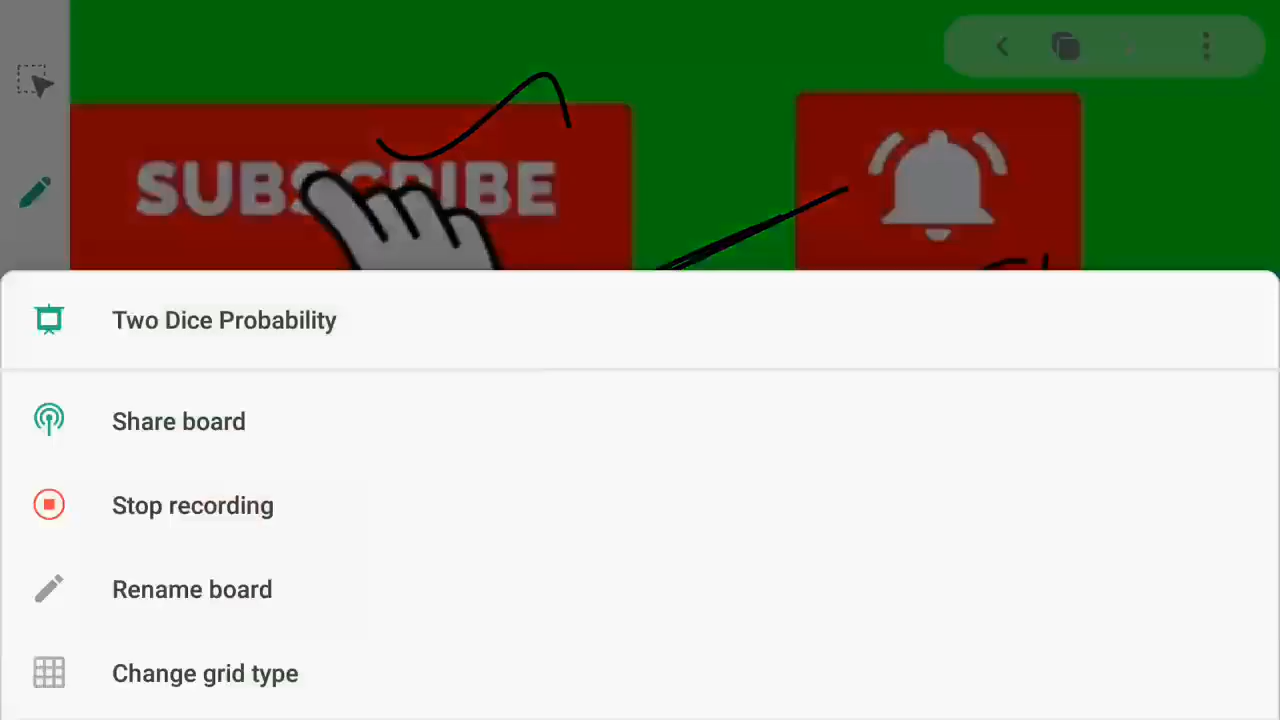 SUBSCRIBE
Two Dice Probability
Share board
Stop recording
Rename board
Change grid type